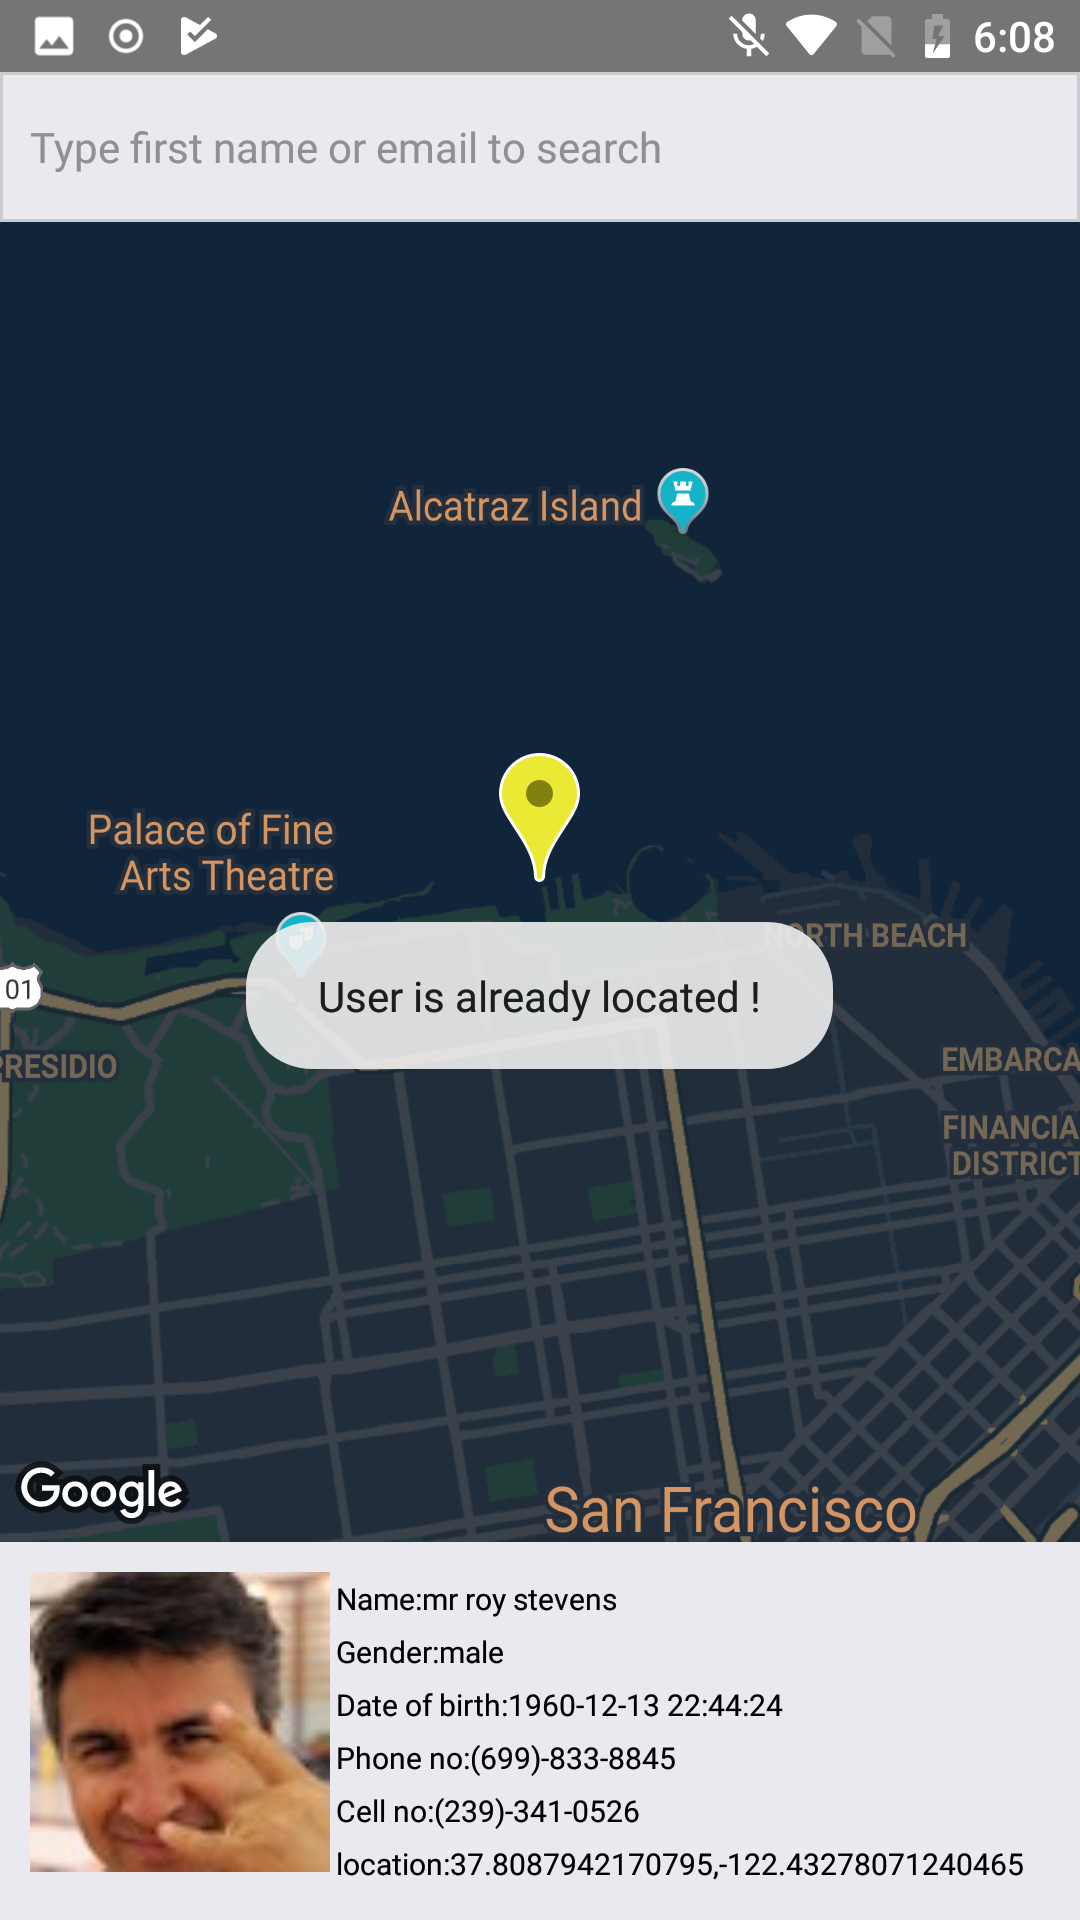 6:08
Type first name or email to search
Alcatraz Island
Palace of Fine
Arts Theatre
NORTH BEACH
01
User is already located !
PRESIDIO
EMBARCA
FINANCIA
DISTRICT
Google
San Francisco
Name:mr roy stevens
Gender:male
Date of birth:1960-12-13 22:44:24
Phone no:(699)-833-8845
Cell no:(239)-341-0526
location:37.8087942170795,-122.43278071240465